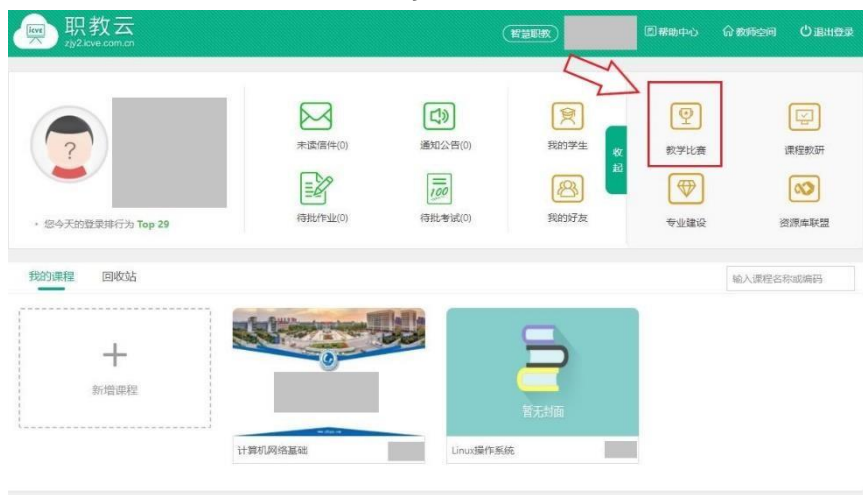 icve
职教云
zjy2.icve.com.cn
智慧职教
帮助中心
教师空间
退出登录
?
未读信件(0)
通知公告(0)
我的学生
收起
教学比赛
课程教研
100
待批作业(0)
待批考试(0)
我的好友
专业建设
资源库联盟
• 您今天的登录排行为 Top 29
我的课程
回收站
输入课程名称或编码
+
新增课程
暂无封面
计算机网络基础
Linux操作系统